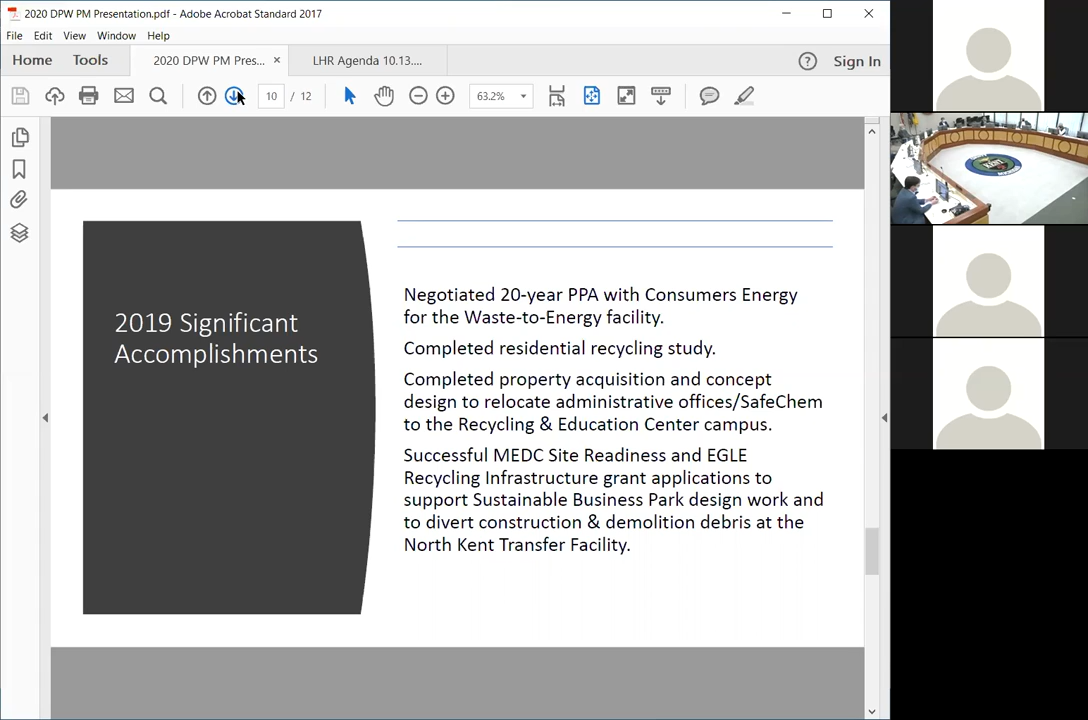 2020 DPW PM Presentation.pdf - Adobe Acrobat Standard 2017
File Edit View Window Help
Home Tools 2020 DPW PM Pres... × LHR Agenda 10.13.... Sign In
10 / 12 63.2%
2019 Significant
Accomplishments
Negotiated 20-year PPA with Consumers Energy
for the Waste-to-Energy facility.
Completed residential recycling study.
Completed property acquisition and concept
design to relocate administrative offices/SafeChem
to the Recycling & Education Center campus.
Successful MEDC Site Readiness and EGLE
Recycling Infrastructure grant applications to
support Sustainable Business Park design work and
to divert construction & demolition debris at the
North Kent Transfer Facility.
KENT